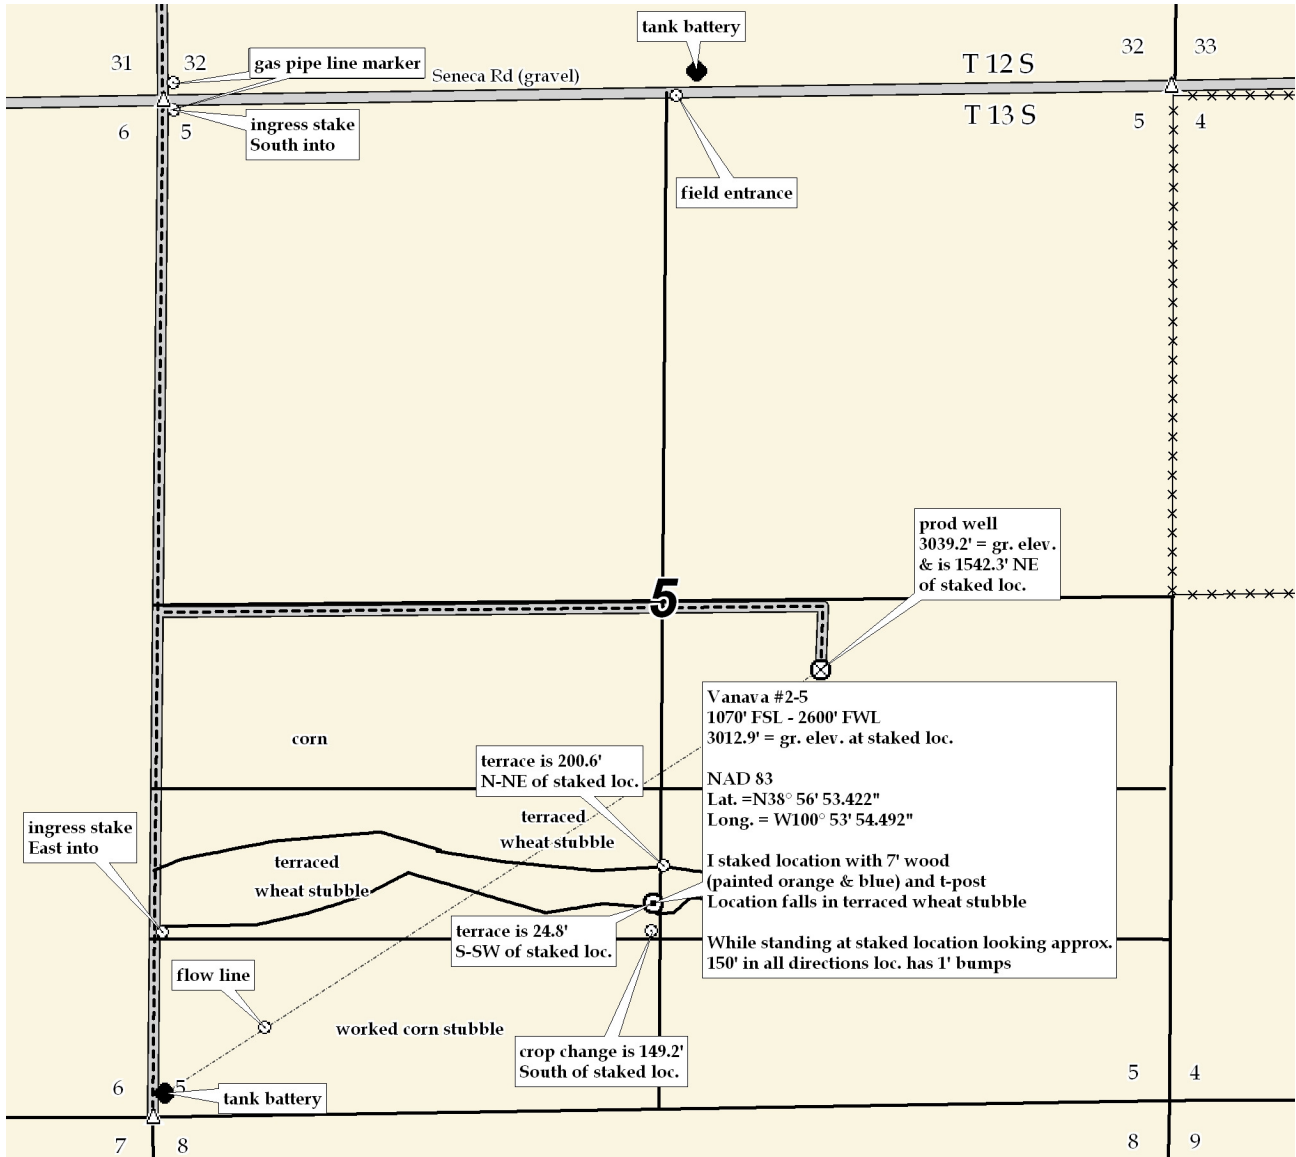 tank battery
31
32
gas pipe line marker
Seneca Rd (gravel)
T 12 S
32
33
6
5
ingress stake
South into
T 13 S
5
4
field entrance
prod well
3039.2' = gr. elev.
& is 1542.3' NE
of staked loc.
5
Vanava #2-5
1070' FSL - 2600' FWL
3012.9' = gr. elev. at staked loc.
NAD 83
Lat. =N38° 56' 53.422"
Long. = W100° 53' 54.492"
I staked location with 7' wood
(painted orange & blue) and t-post
Location falls in terraced wheat stubble
While standing at staked location looking approx.
150' in all directions loc. has 1' bumps
corn
terrace is 200.6'
N-NE of staked loc.
terraced
wheat stubble
ingress stake
East into
terraced
wheat stubble
terrace is 24.8'
S-SW of staked loc.
flow line
worked corn stubble
crop change is 149.2'
South of staked loc.
6
5
tank battery
5
4
7
8
8
9